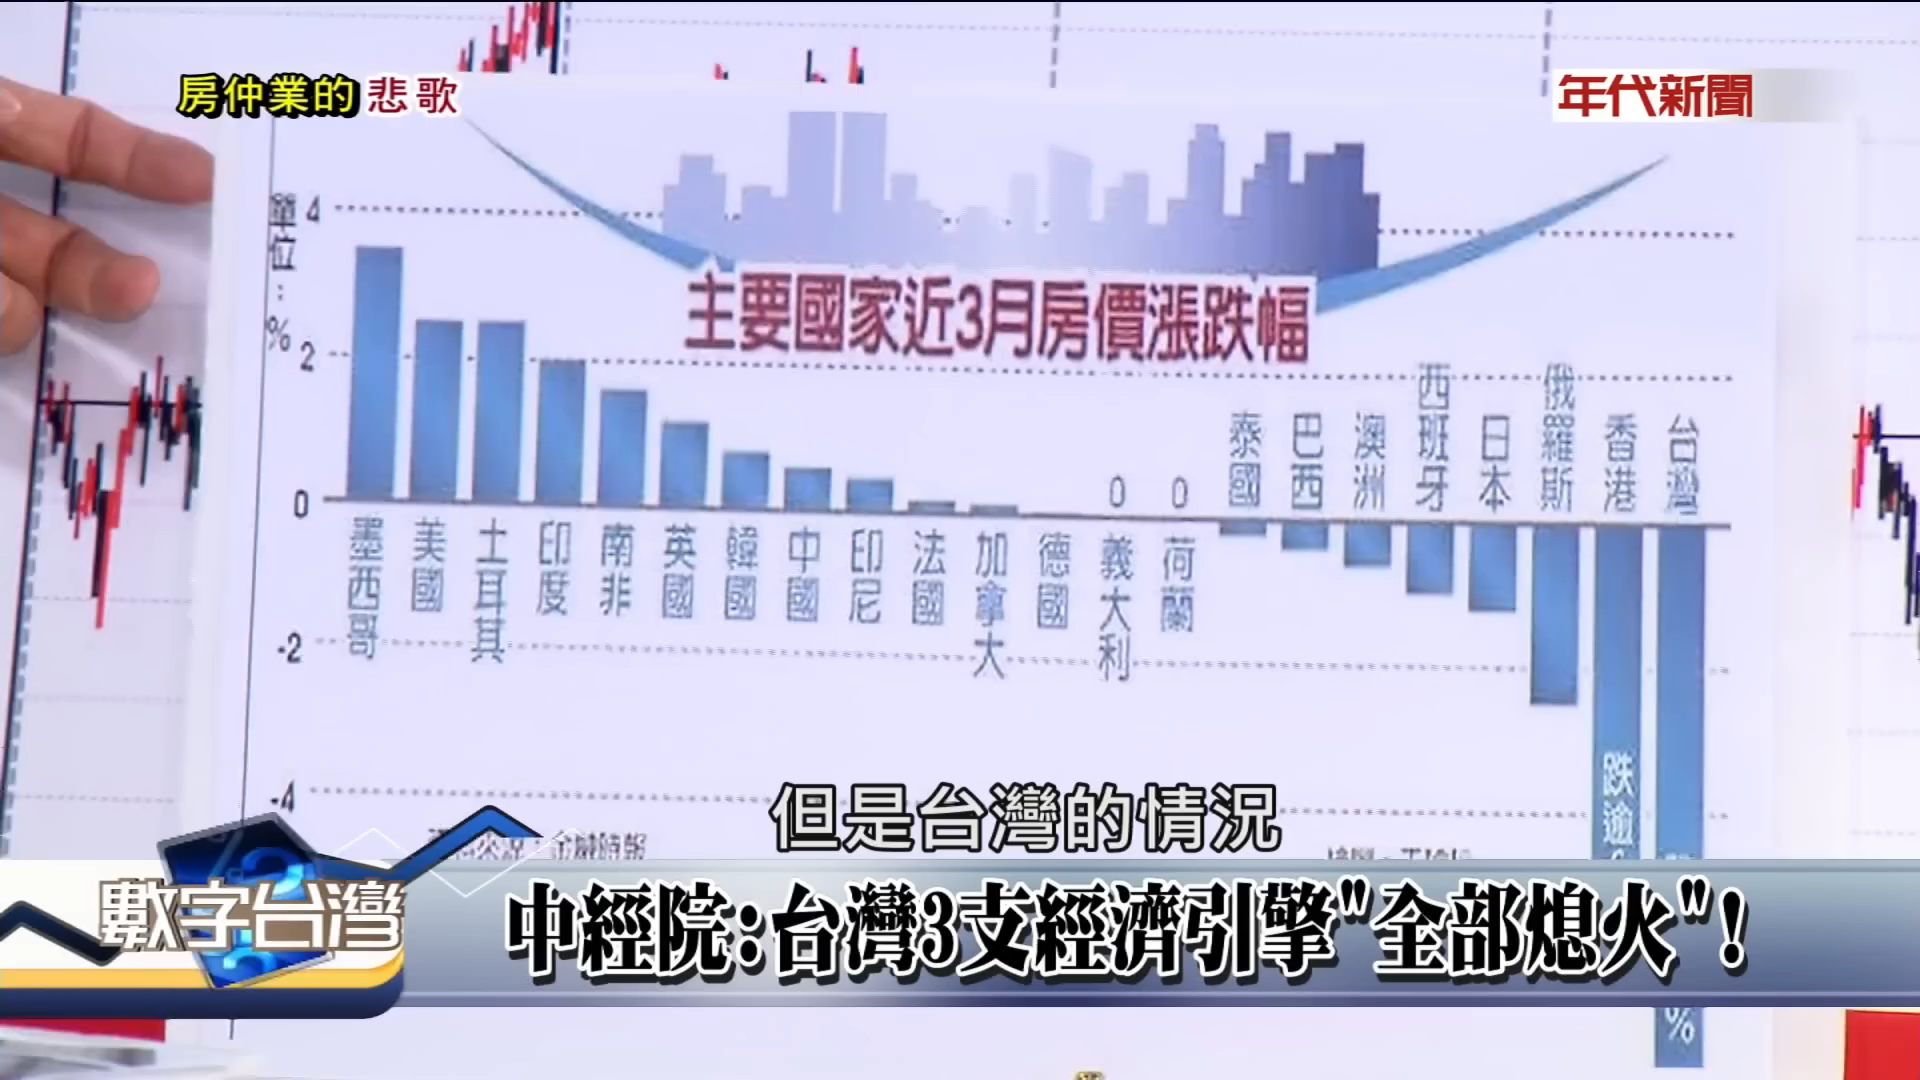 房仲業的悲歌
年代新聞
單位：%
4
2
0
-2
-4
主要國家近3月房價漲跌幅
墨西哥
美國
土耳其
印度
南非
英國
韓國
中國
印尼
法國
加拿大
德國
0
義大利
0
荷蘭
泰國
巴西
澳洲
西班牙
日本
俄羅斯
香港
台灣
跌逾
%
但是台灣的情況
數字台灣
中經院:台灣3支經濟引擎"全部熄火"!